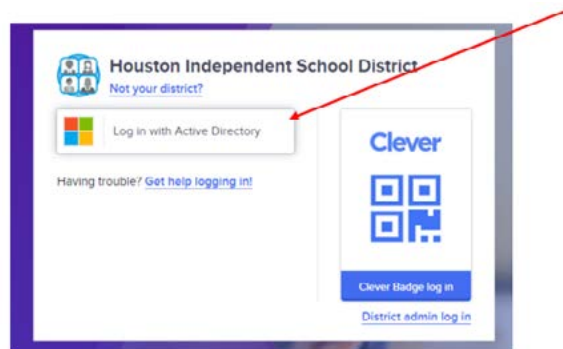 Houston Independent School District
Not your district?
Log in with Active Directory
Having trouble? Get help logging in!
Clever
Clever Badge log in
District admin log in